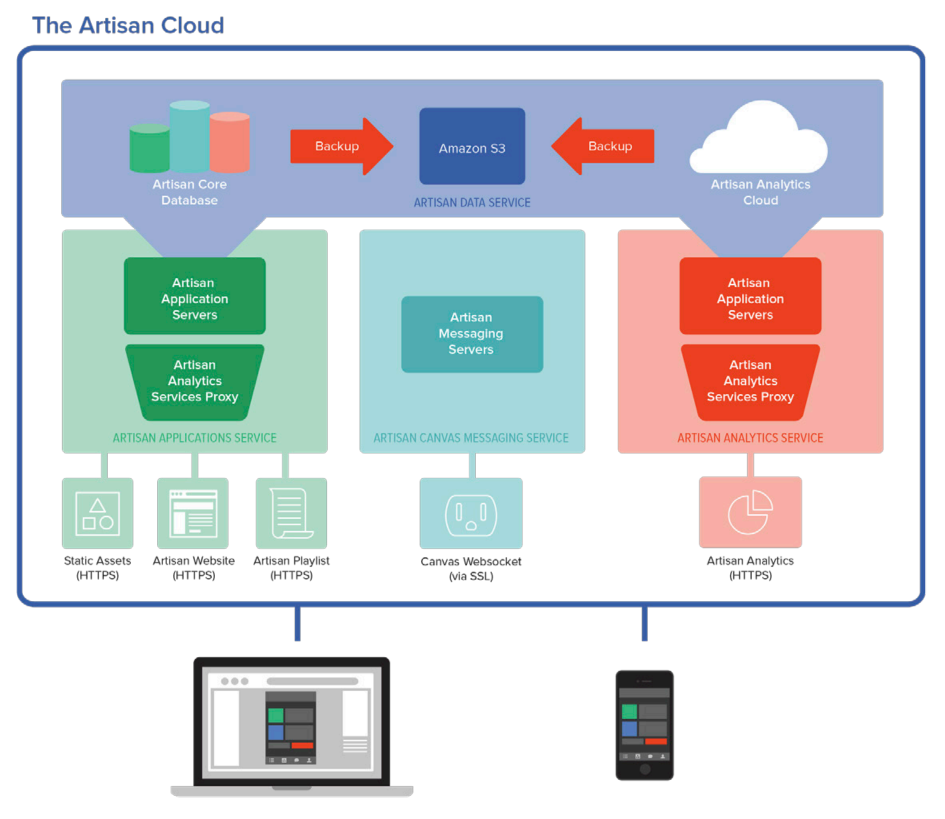 The Artisan Cloud
Backup
Amazon S3
Backup
Artisan Core
Database
ARTISAN DATA SERVICE
Artisan Analytics
Cloud
Artisan
Application
Servers
Artisan
Analytics
Services Proxy
ARTISAN APPLICATIONS SERVICE
Artisan
Messaging
Servers
ARTISAN CANVAS MESSAGING SERVICE
Artisan
Application
Servers
Artisan
Analytics
Services Proxy
ARTISAN ANALYTICS SERVICE
Static Assets
(HTTPS)
Artisan Website
(HTTPS)
Artisan Playlist
(HTTPS)
Canvas Websocket
(via SSL)
Artisan Analytics
(HTTPS)